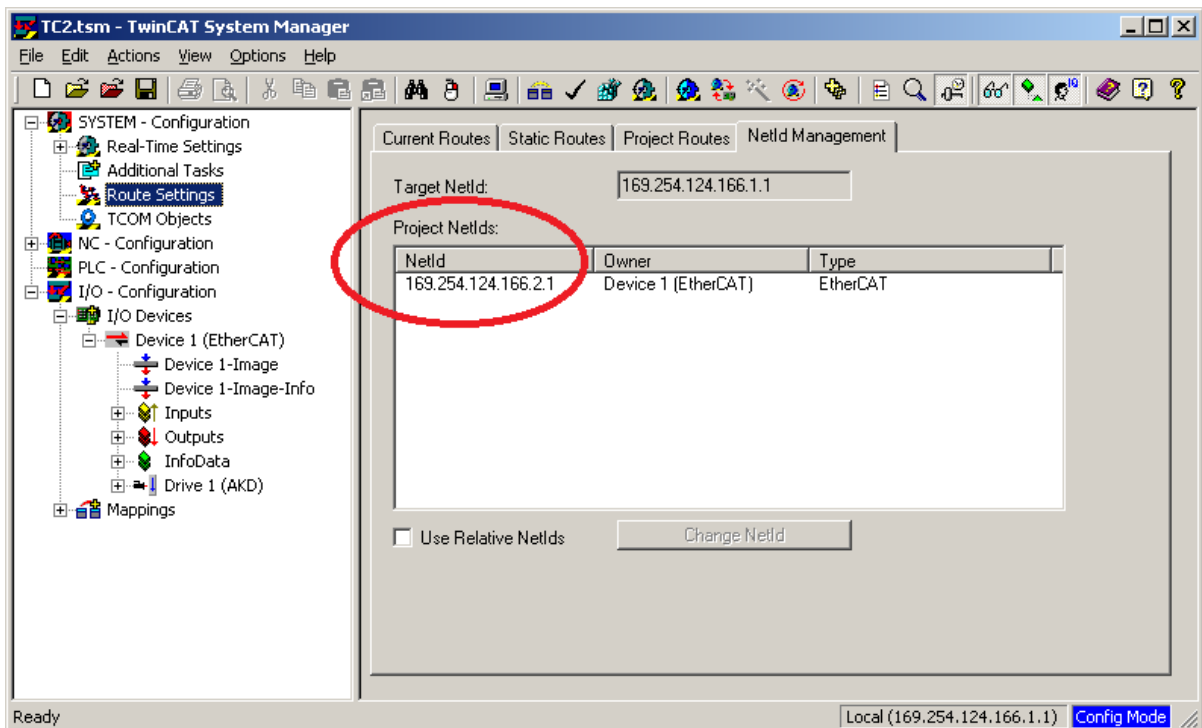 TC2.tsm - TwinCAT System Manager
File Edit Actions View Options Help
SYSTEM - Configuration
Real-Time Settings
Additional Tasks
Route Settings
TCOM Objects
NC - Configuration
PLC - Configuration
I/O - Configuration
I/O Devices
Device 1 (EtherCAT)
Device 1-Image
Device 1-Image-Info
Inputs
Outputs
InfoData
Drive 1 (AKD)
Mappings
Current Routes Static Routes Project Routes NetId Management
Target NetId: 169.254.124.166.1.1
Project NetIds:
NetId Owner Type
169.254.124.166.2.1 Device 1 (EtherCAT) EtherCAT
Use Relative NetIds Change NetId
Ready Local (169.254.124.166.1.1) Config Mode